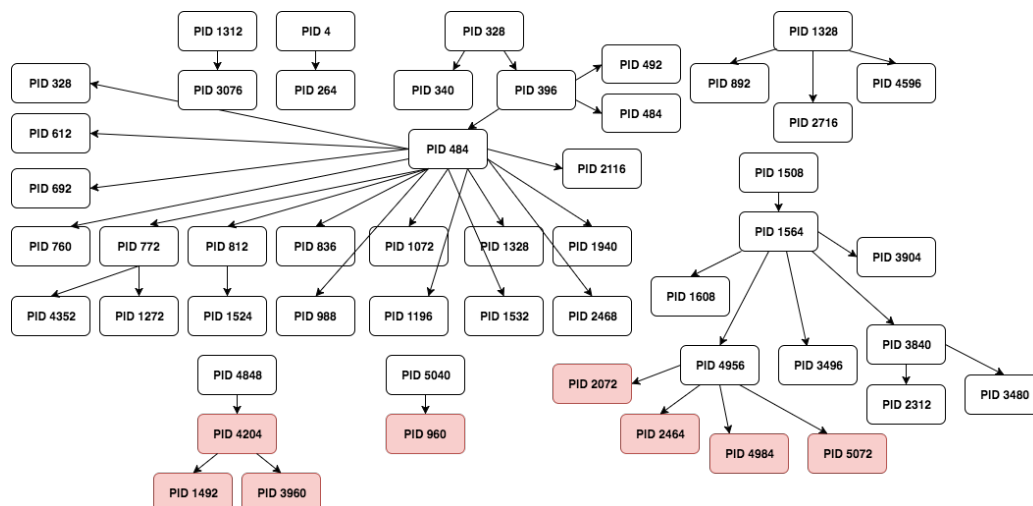 PID 1312
PID 4
PID 328
PID 1328
PID 492
PID 328
PID 3076
PID 264
PID 340
PID 396
PID 892
PID 4596
PID 484
PID 2716
PID 612
PID 484
PID 2116
PID 1508
PID 692
PID 760
PID 772
PID 812
PID 836
PID 1072
PID 1328
PID 1940
PID 1564
PID 3904
PID 1608
PID 4352
PID 1272
PID 1524
PID 988
PID 1196
PID 1532
PID 2468
PID 3840
PID 4956
PID 3496
PID 4848
PID 5040
PID 2072
PID 3480
PID 2312
PID 4204
PID 960
PID 2464
PID 4984
PID 5072
PID 1492
PID 3960